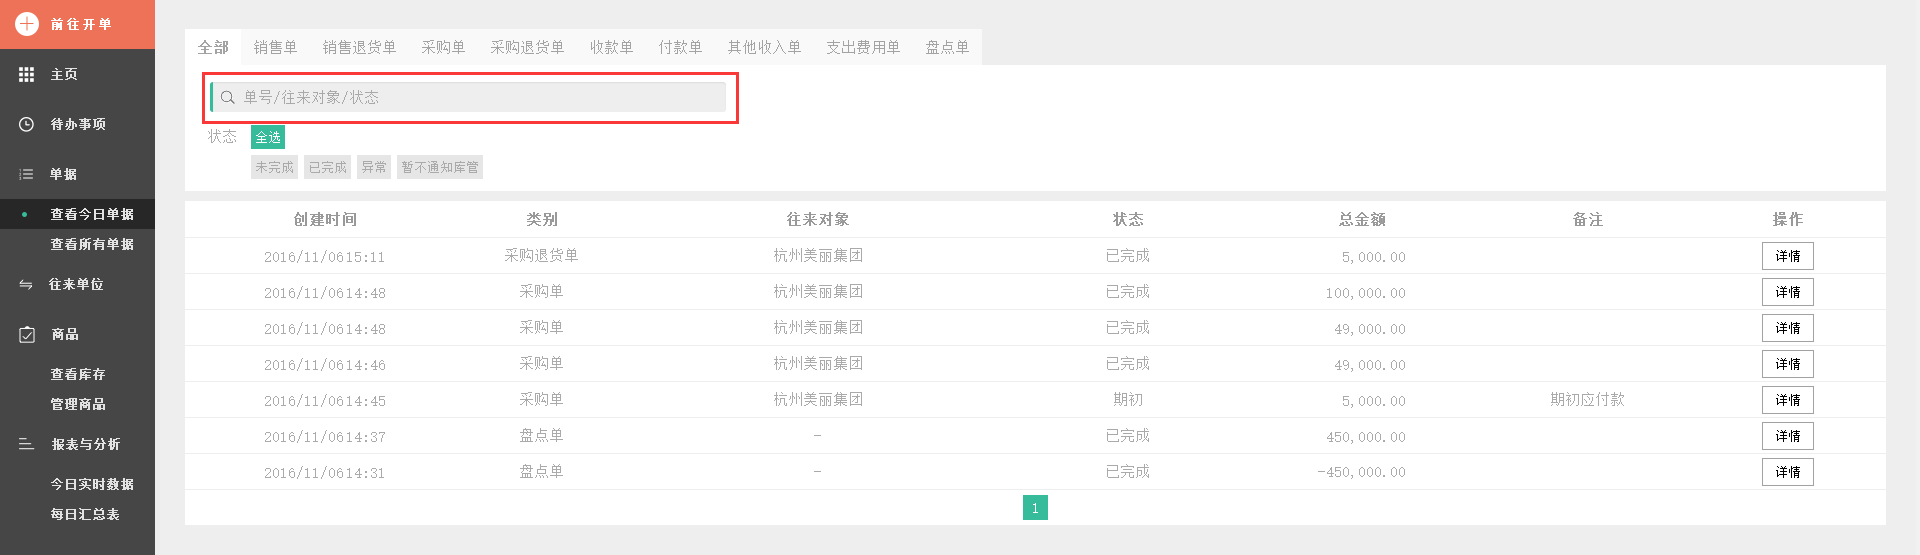 前往开单
主页
待办事项
单据
查看今日单据
查看所有单据
往来单位
商品
查看库存
管理商品
报表与分析
今日实时数据
每日汇总表
全部 销售单 销售退货单 采购单 采购退货单 收款单 付款单 其他收入单 支出费用单 盘点单
单号/往来对象/状态
状态 全选
未完成 已完成 异常 暂不通知库管
创建时间 类别 往来对象 状态 总金额 备注 操作
2016/11/0615:11 采购退货单 杭州美丽集团 已完成 5,000.00 详情
2016/11/0614:48 采购单 杭州美丽集团 已完成 100,000.00 详情
2016/11/0614:48 采购单 杭州美丽集团 已完成 49,000.00 详情
2016/11/0614:46 采购单 杭州美丽集团 已完成 49,000.00 详情
2016/11/0614:45 采购单 杭州美丽集团 期初 5,000.00 期初应付款 详情
2016/11/0614:37 盘点单 - 已完成 450,000.00 详情
2016/11/0614:31 盘点单 - 已完成 -450,000.00 详情
1